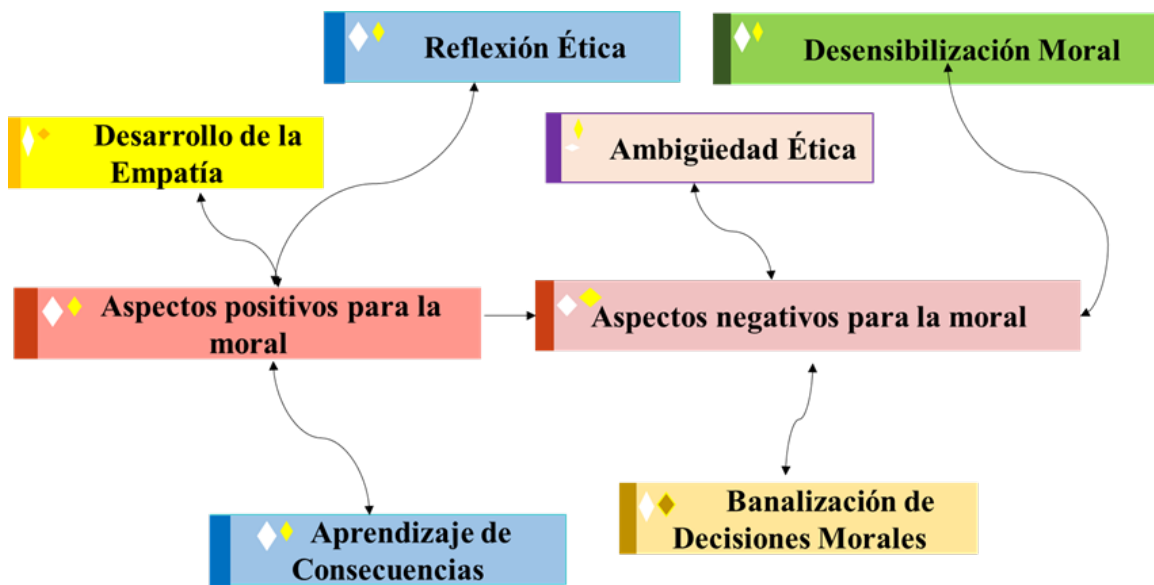 Reflexión Ética
Desensibilización Moral
Desarrollo de la
Empatía
Ambigüedad Ética
Aspectos positivos para la
moral
Aspectos negativos para la moral
Aprendizaje de
Consecuencias
Banalización de
Decisiones Morales